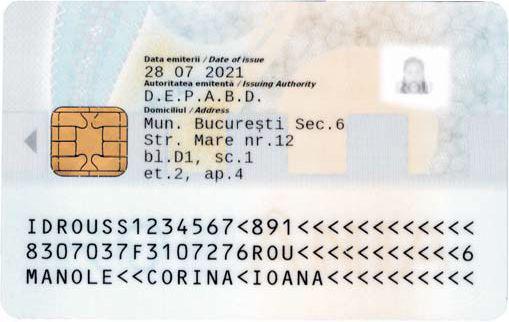 Data emiterii / Date of issue
28 07 2021
Autoritatea emitentă / Issuing Authority
D.E.P.A.B.D.
Domiciliul / Address
Mun. București Sec.6
Str. Mare nr.12
bl.D1, sc.1
et.2, ap.4
ROU
IDROUSS1234567<891<<<<<<<<<<<<
8307037F3107276ROU<<<<<<<<<<<6
MANOLE<<CORINA<IOANA<<<<<<<<<<